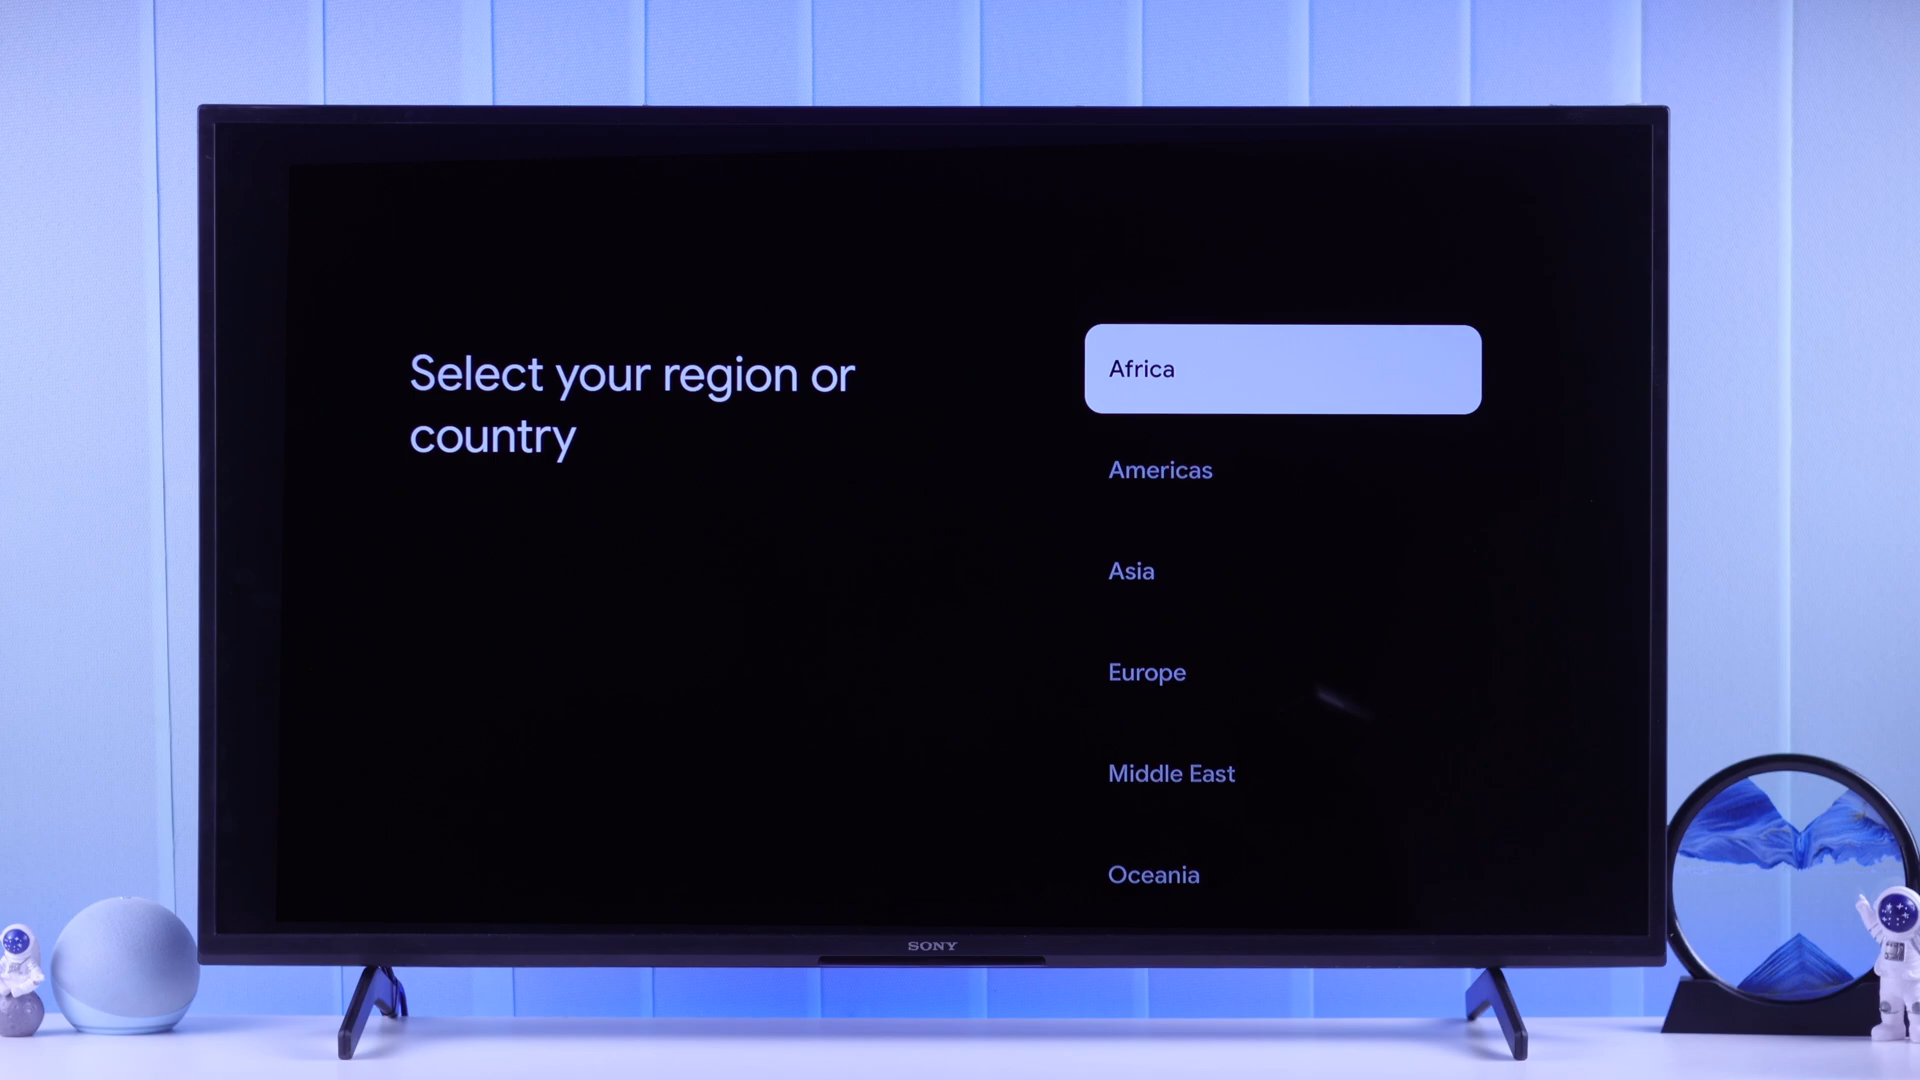 Select your region or
country
Africa
Americas
Asia
Europe
Middle East
Oceania
SONY